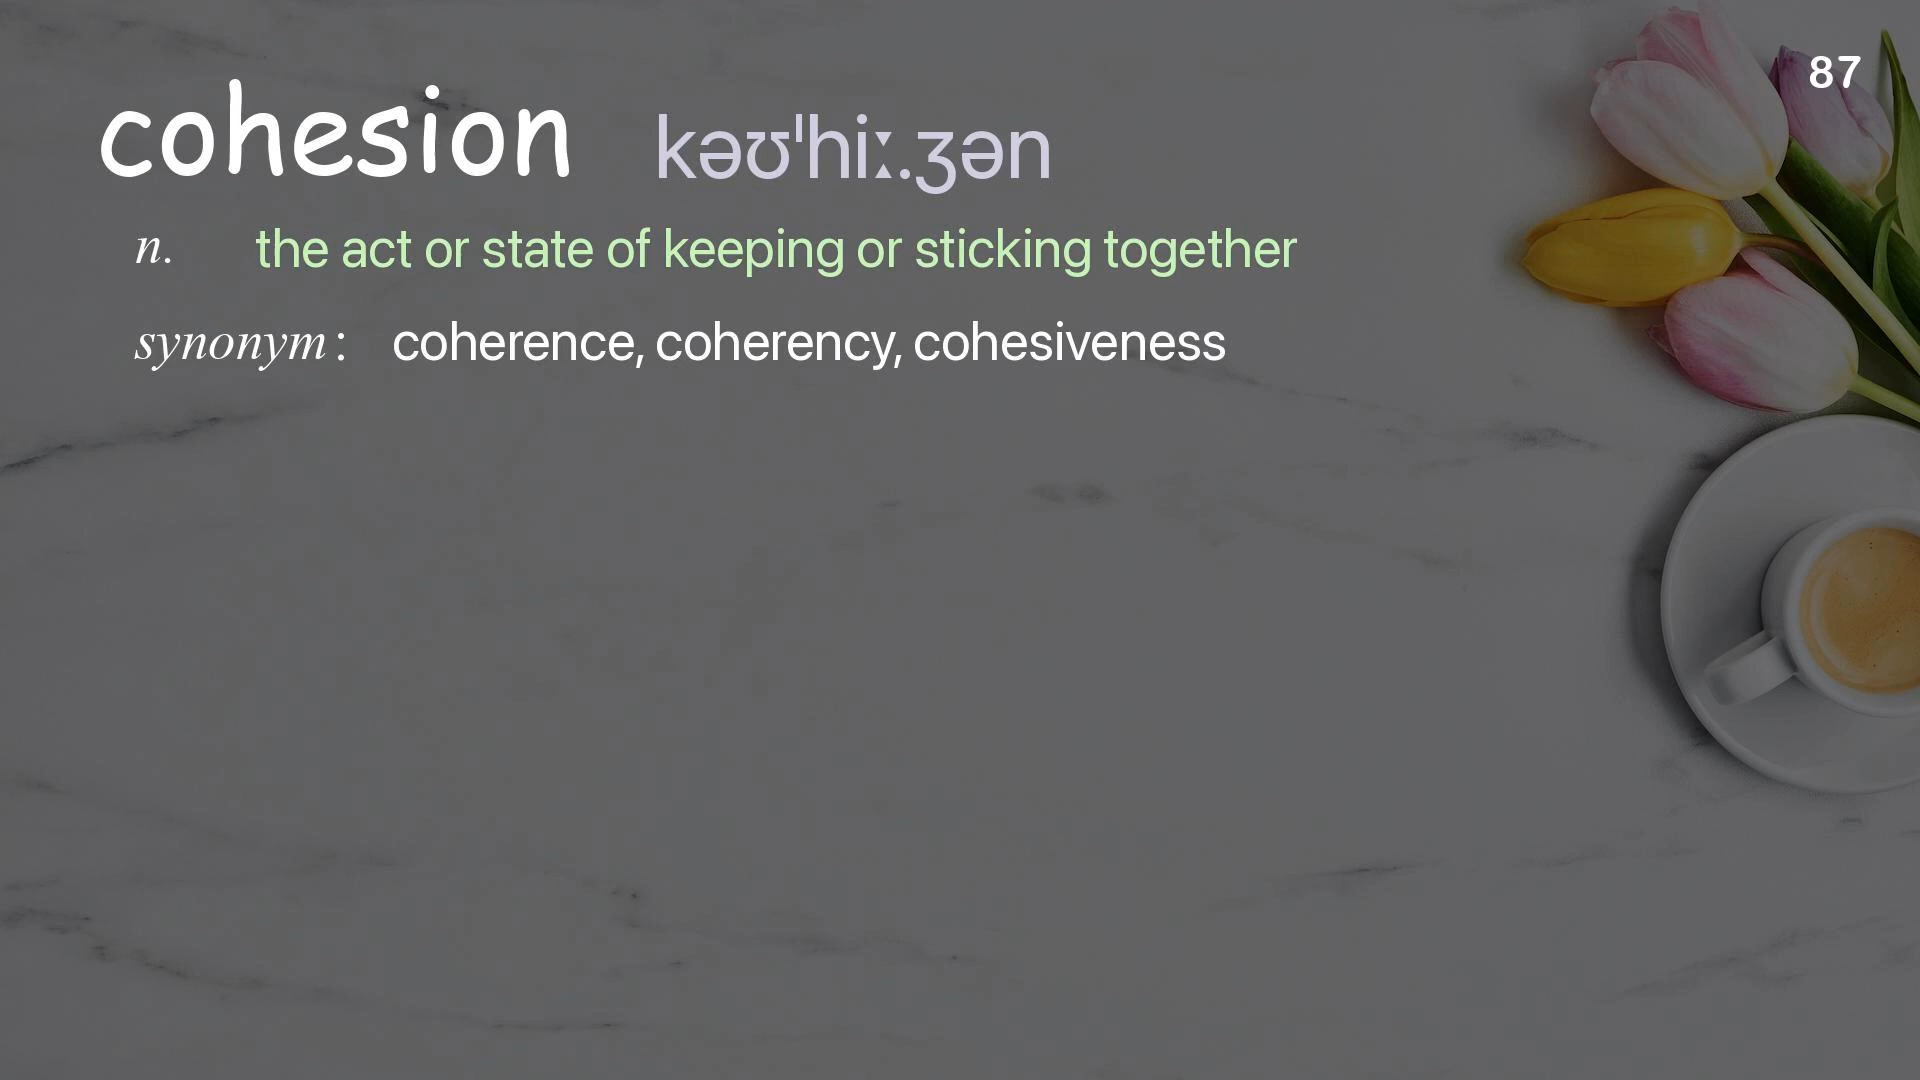 87
cohesion kəʊˈhiː.ʒən
n. the act or state of keeping or sticking together
synonym: coherence, coherency, cohesiveness